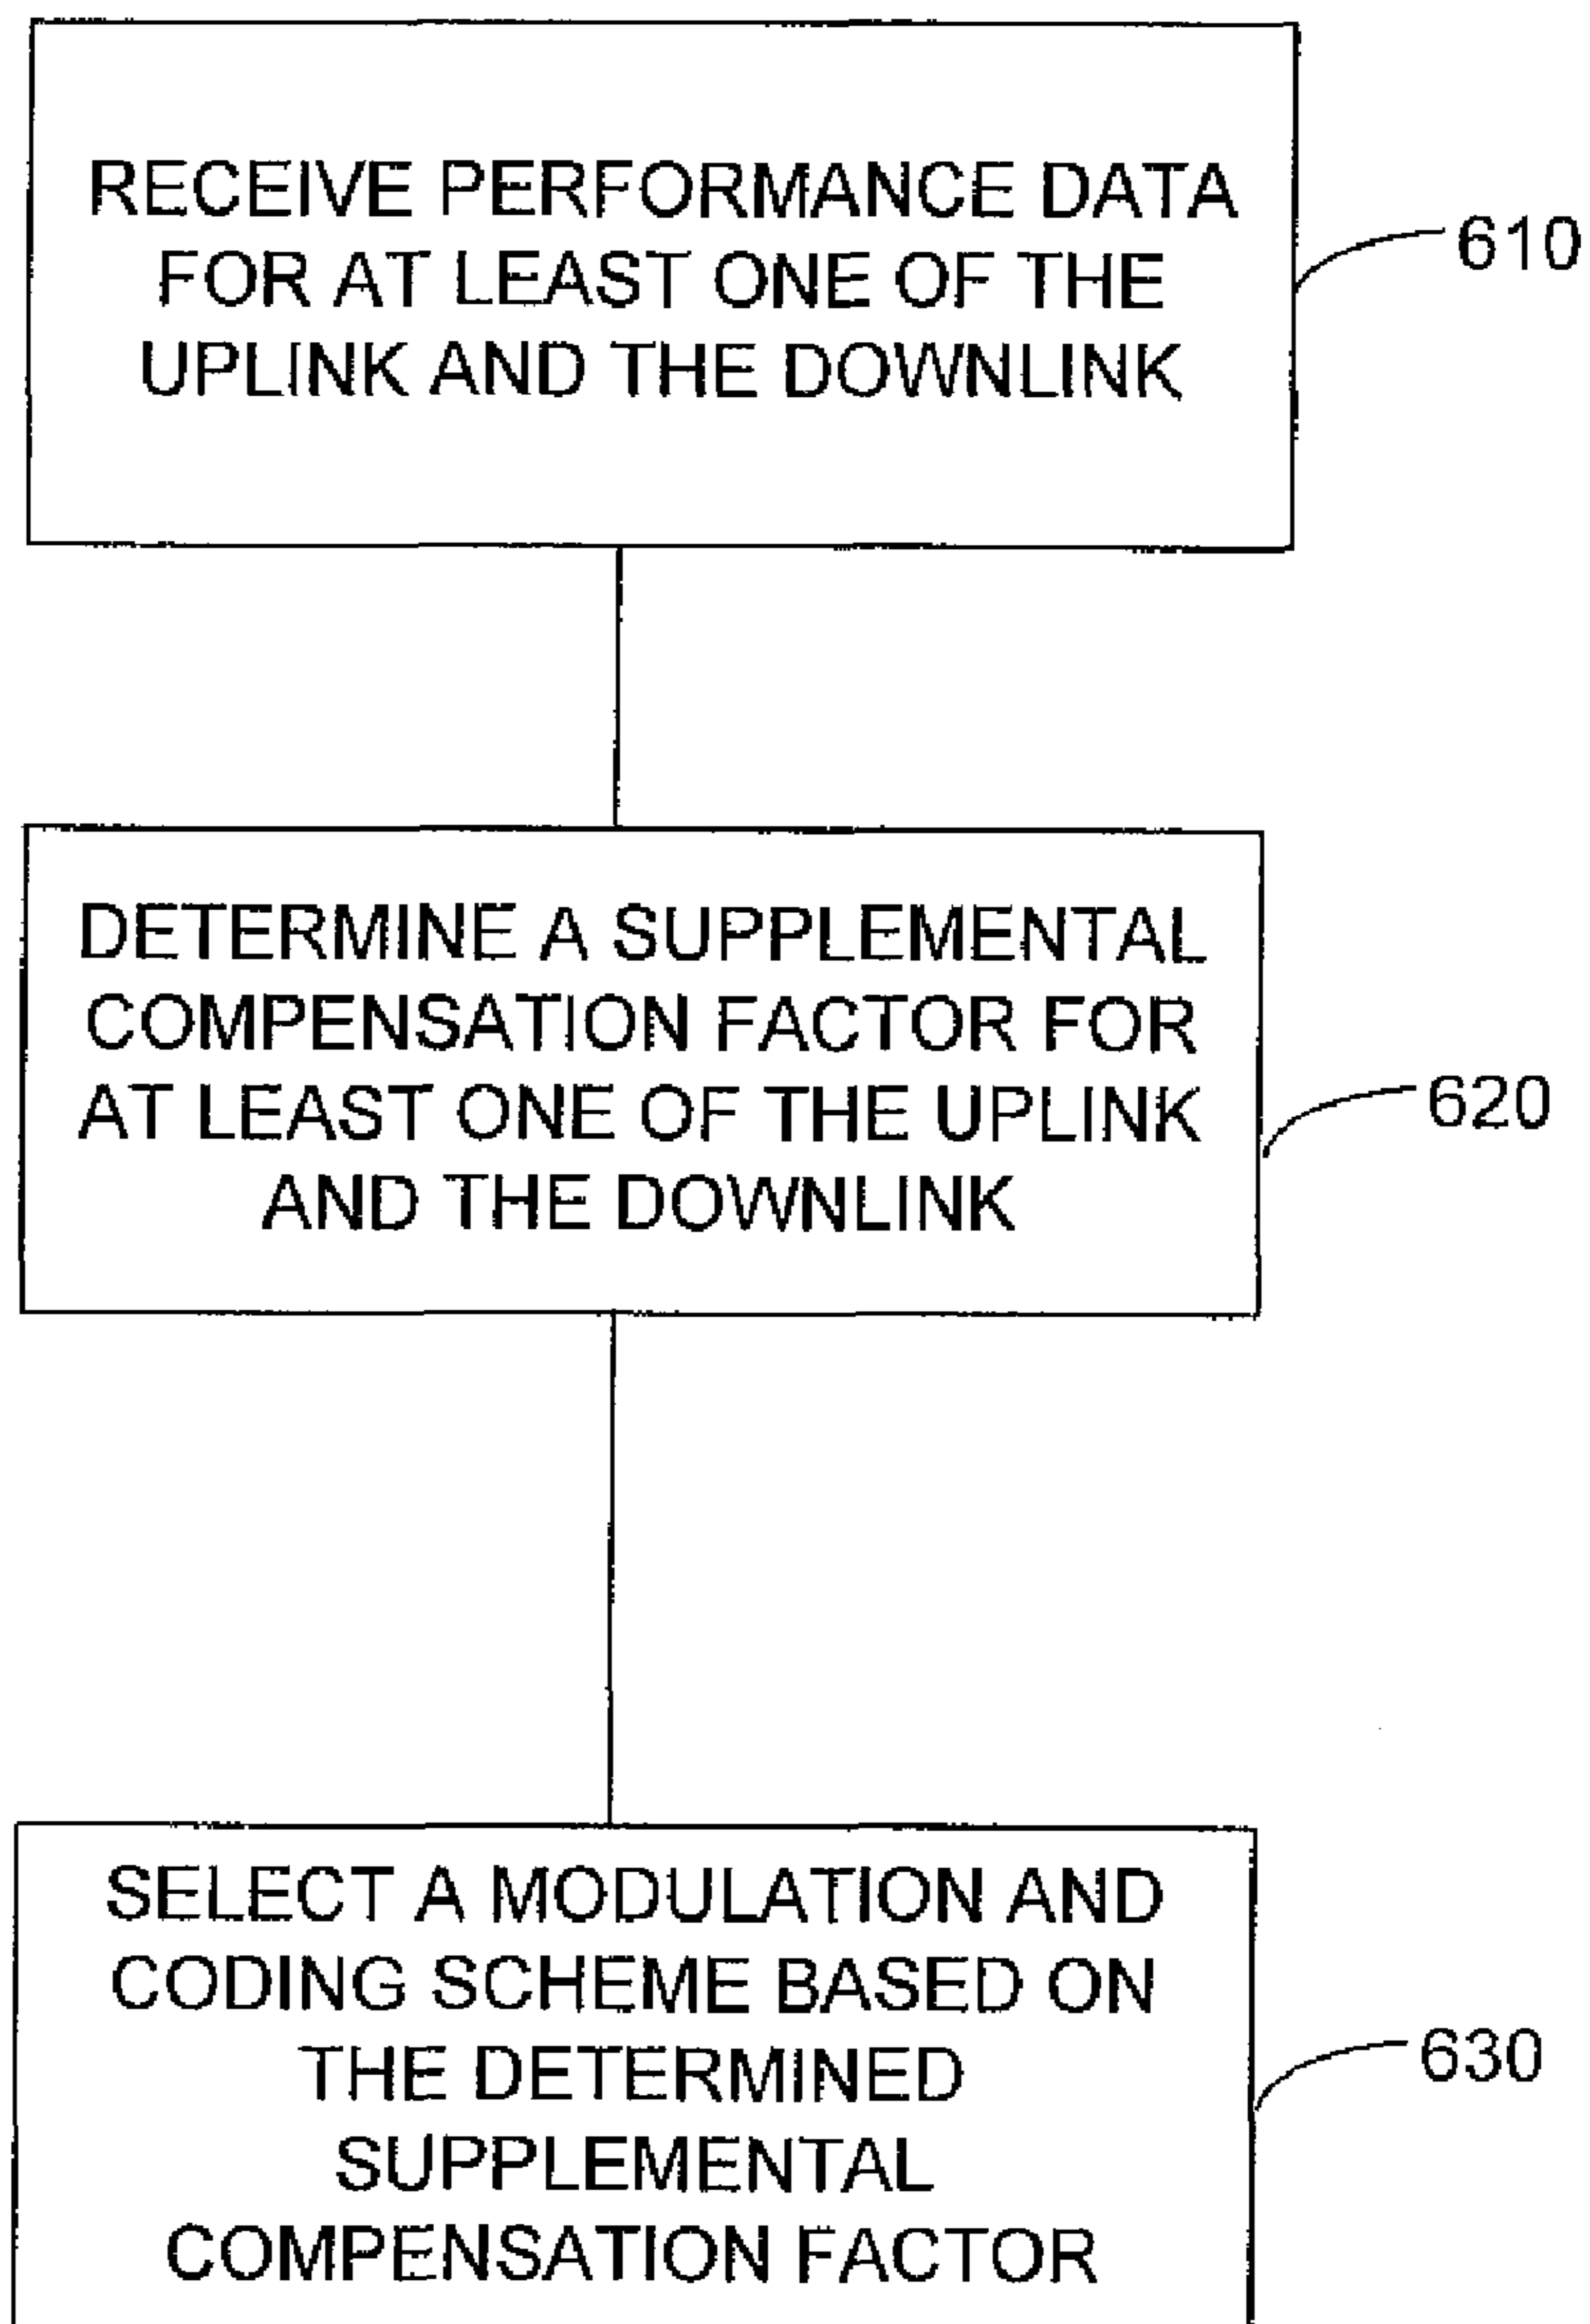 RECEIVE PERFORMANCE DATA
FOR AT LEAST ONE OF THE
UPLINK AND THE DOWNLINK
610
DETERMINE A SUPPLEMENTAL
COMPENSATION FACTOR FOR
AT LEAST ONE OF THE UPLINK
AND THE DOWNLINK
620
SELECT A MODULATION AND
CODING SCHEME BASED ON
THE DETERMINED
SUPPLEMENTAL
COMPENSATION FACTOR
630